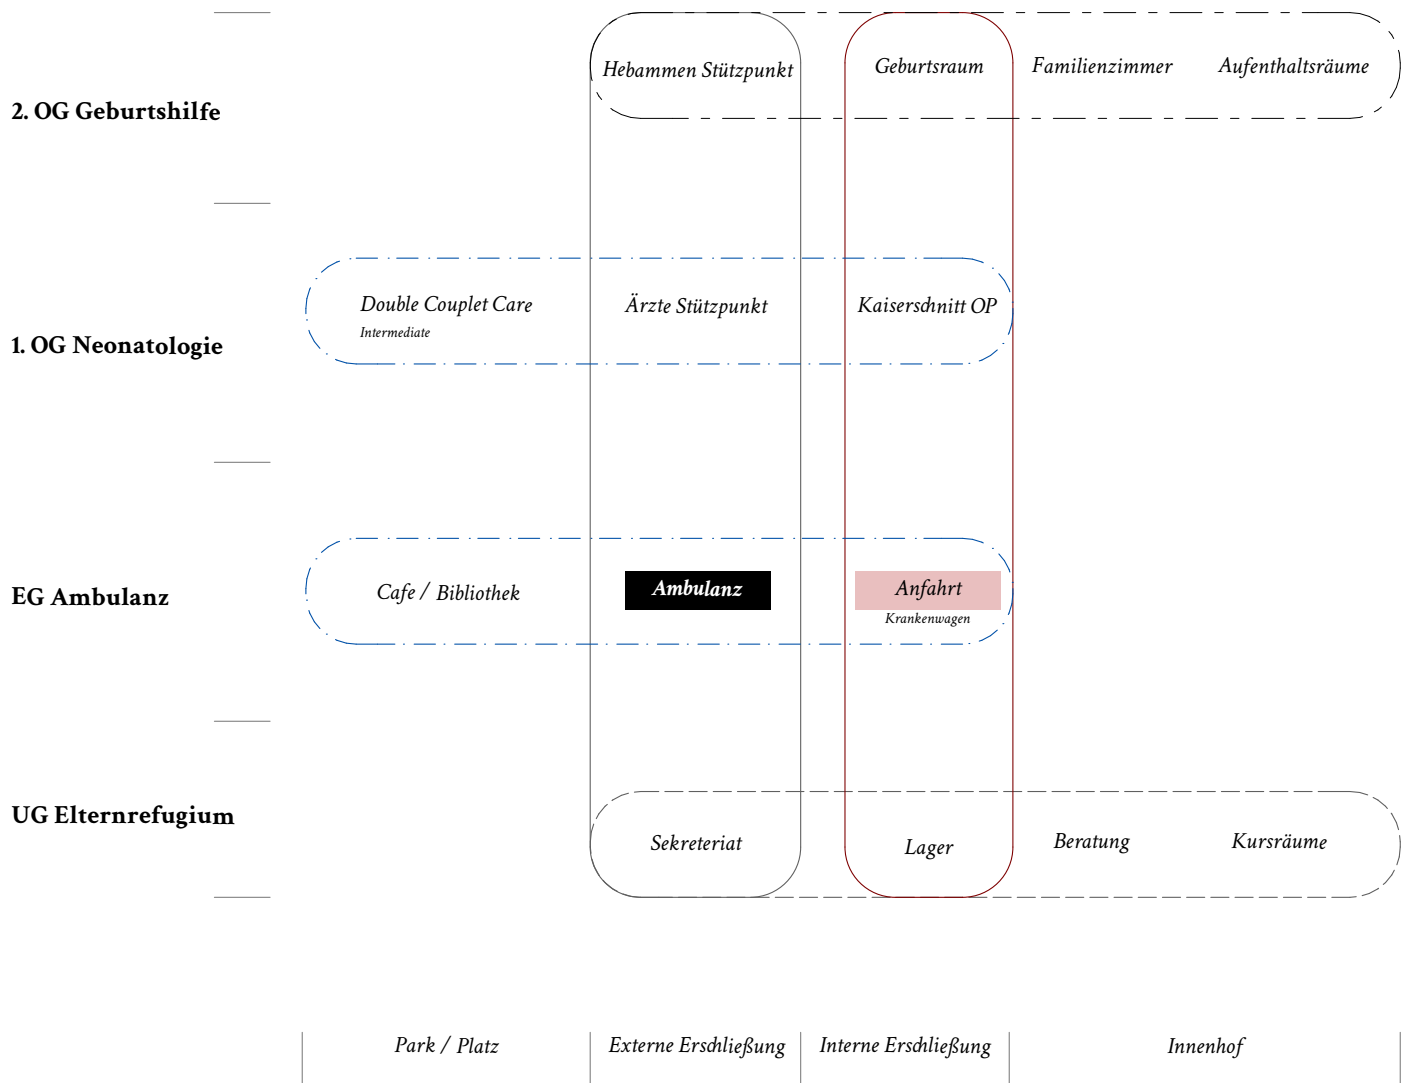 Hebammen Stützpunkt
Geburtsraum
Familienzimmer
Aufenthaltsräume
2. OG Geburtshilfe
Double Couplet Care
Intermediate
Ärzte Stützpunkt
Kaiserschnitt OP
1. OG Neonatologie
Cafe / Bibliothek
Ambulanz
Anfahrt
Krankenwagen
EG Ambulanz
UG Elternrefugium
Sekreteriat
Lager
Beratung
Kursräume
Park / Platz
Externe Erschließung
Interne Erschließung
Innenhof